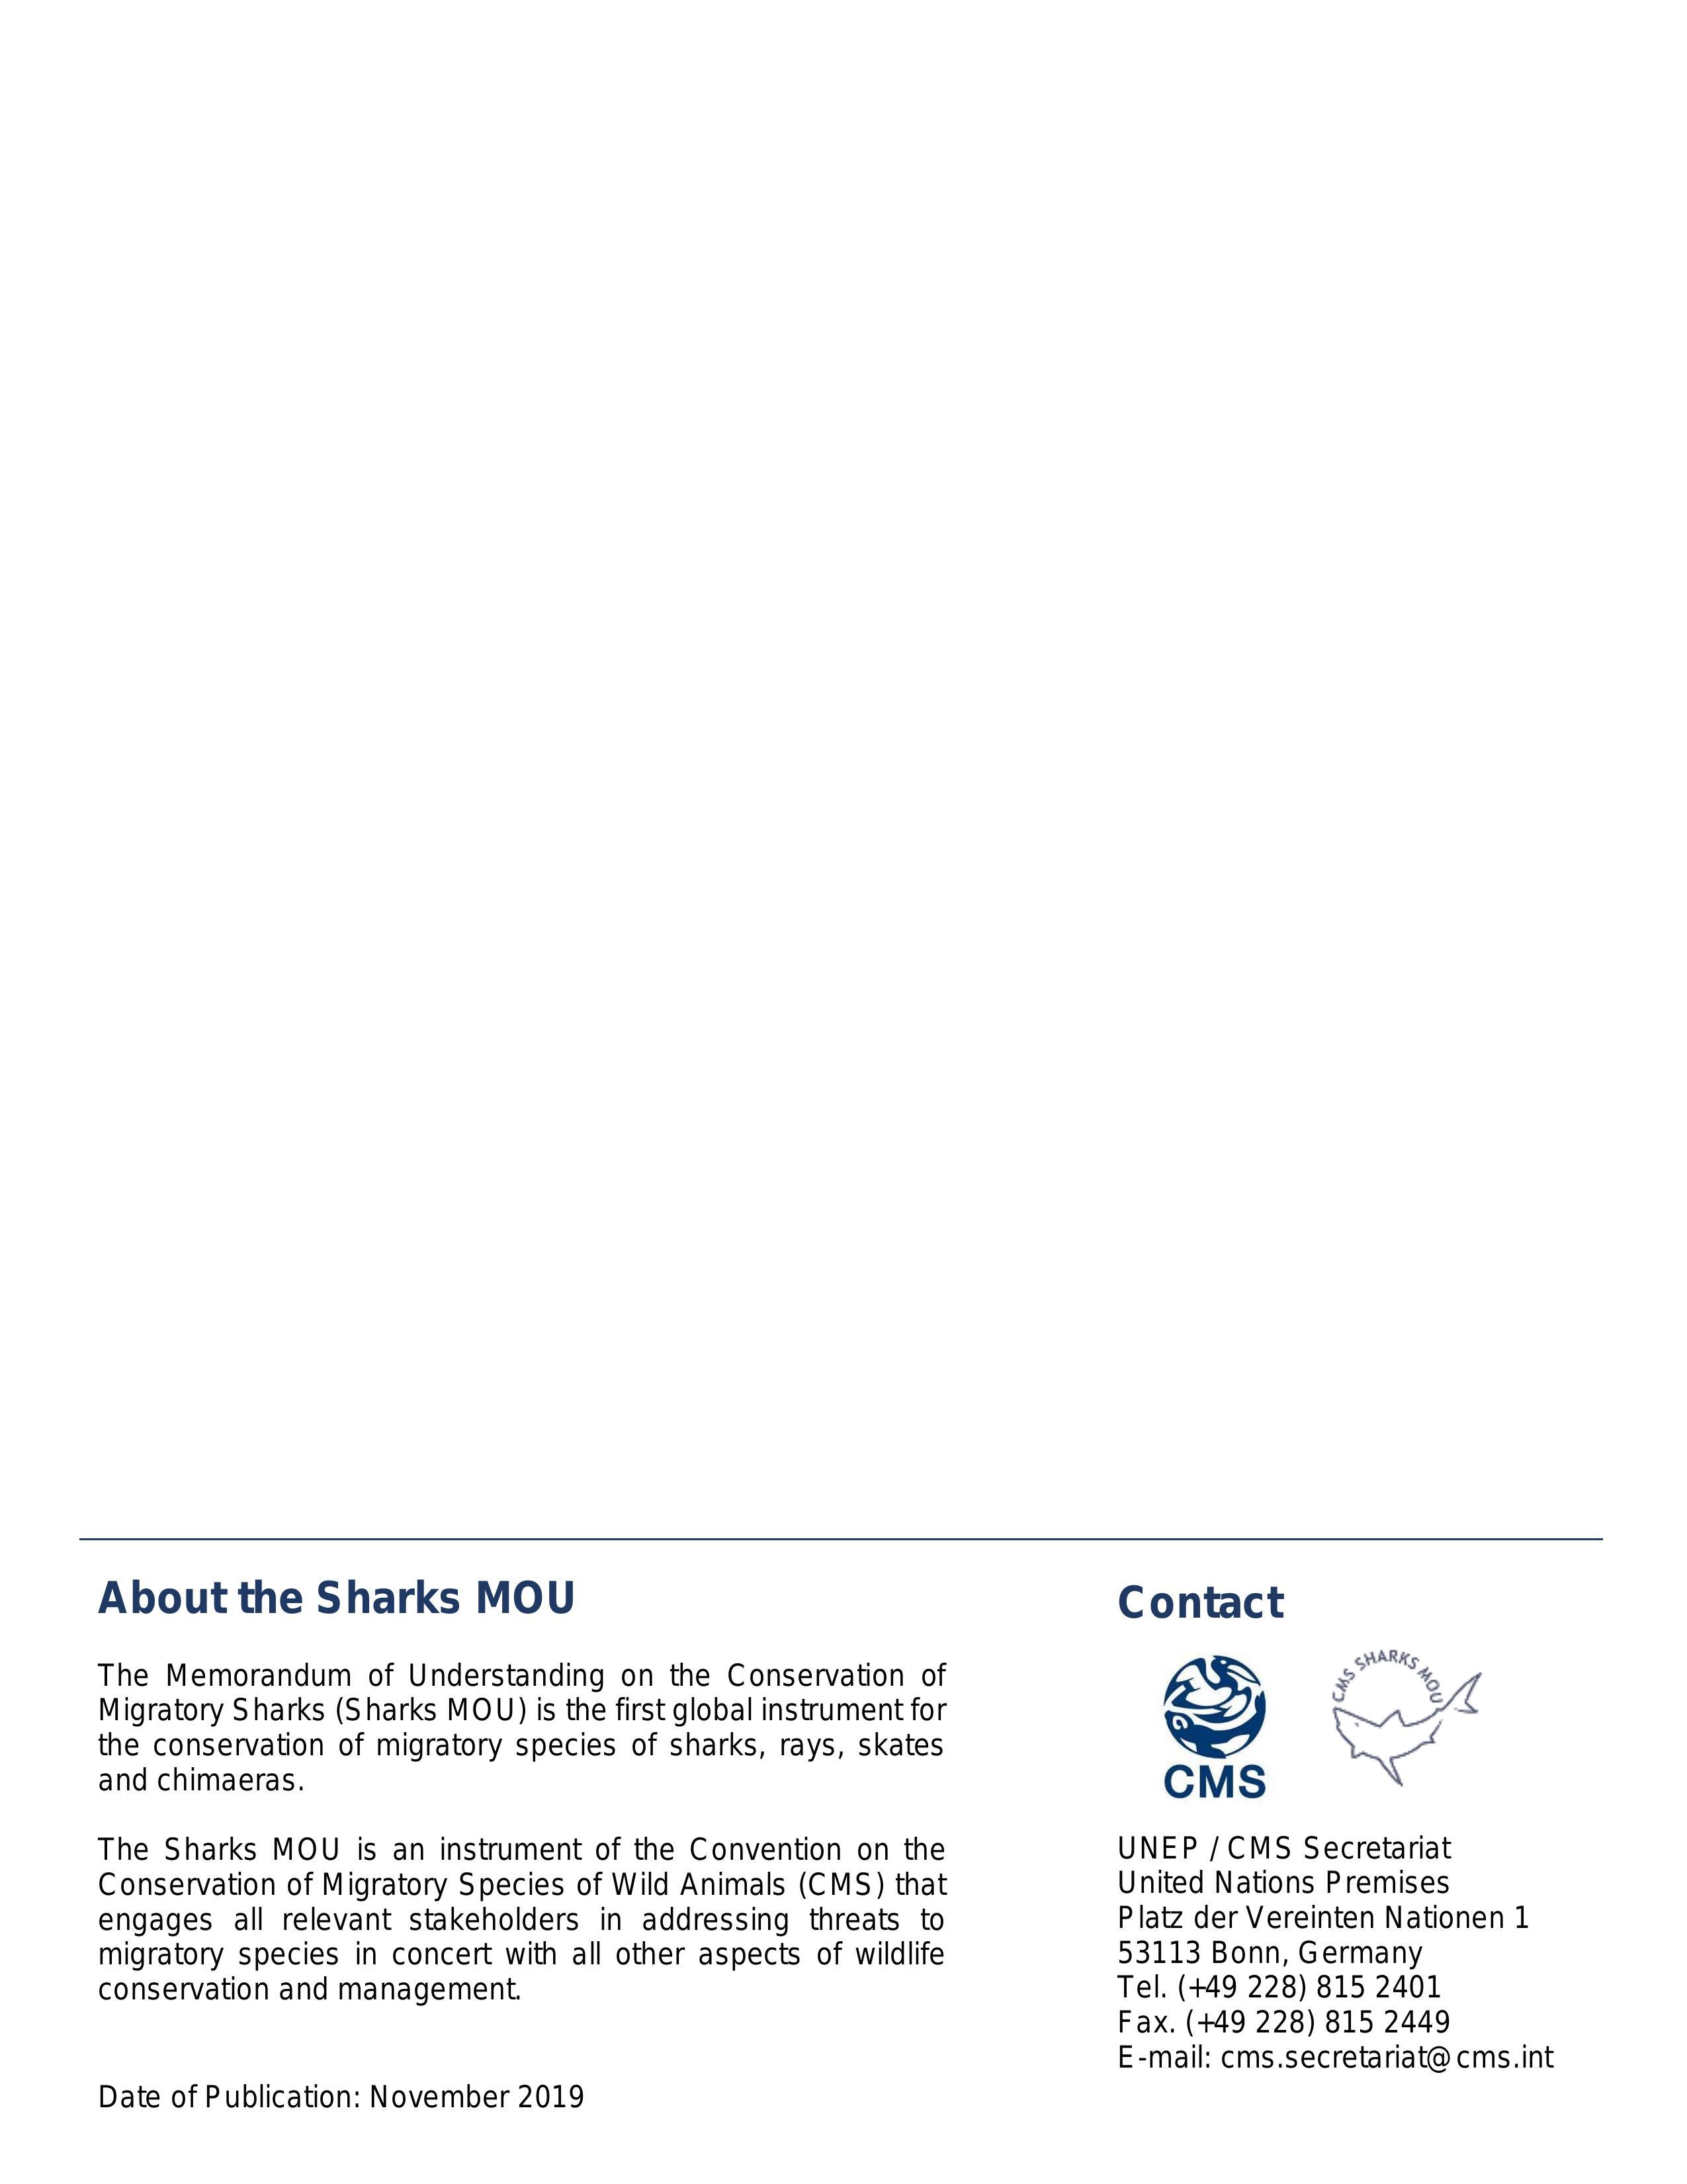 About the Sharks MOU
The Memorandum of Understanding on the Conservation of
Migratory Sharks (Sharks MOU) is the first global instrument for
the conservation of migratory species of sharks, rays, skates
and chimaeras.
The Sharks MOU is an instrument of the Convention on the
Conservation of Migratory Species of Wild Animals (CMS) that
engages all relevant stakeholders in addressing threats to
migratory species in concert with all other aspects of wildlife
conservation and management.
Date of Publication: November 2019
Contact
CMS
CMS SHARKS MOU
UNEP / CMS Secretariat
United Nations Premises
Platz der Vereinten Nationen 1
53113 Bonn, Germany
Tel. (+49 228) 815 2401
Fax. (+49 228) 815 2449
E-mail: cms.secretariat@cms.int